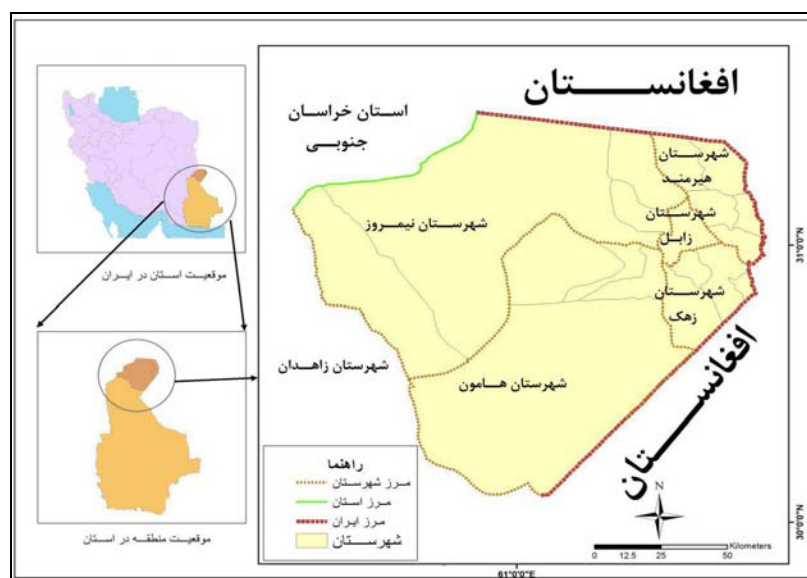 افغانستان
استان خراسان
جنوبی
شهرستان
هیرمند
شهرستان
زابل
شهرستان نیمروز
31°0'0"N
شهرستان
زهک
موقعیت استان در ایران
شهرستان زاهدان
شهرستان هامون
افغانستان
راهنما
مرز شهرستان
مرز استان
مرز ایران
شهرستان
موقعیت منطقه در استان
N
Kilometers
0 12.5 25 50
30°0'0"N
61°0'0"E